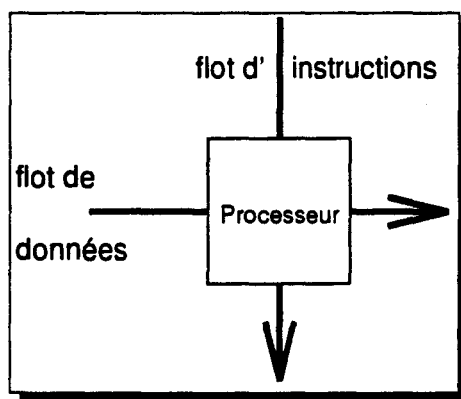 flot d' instructions
flot de
données
Processeur